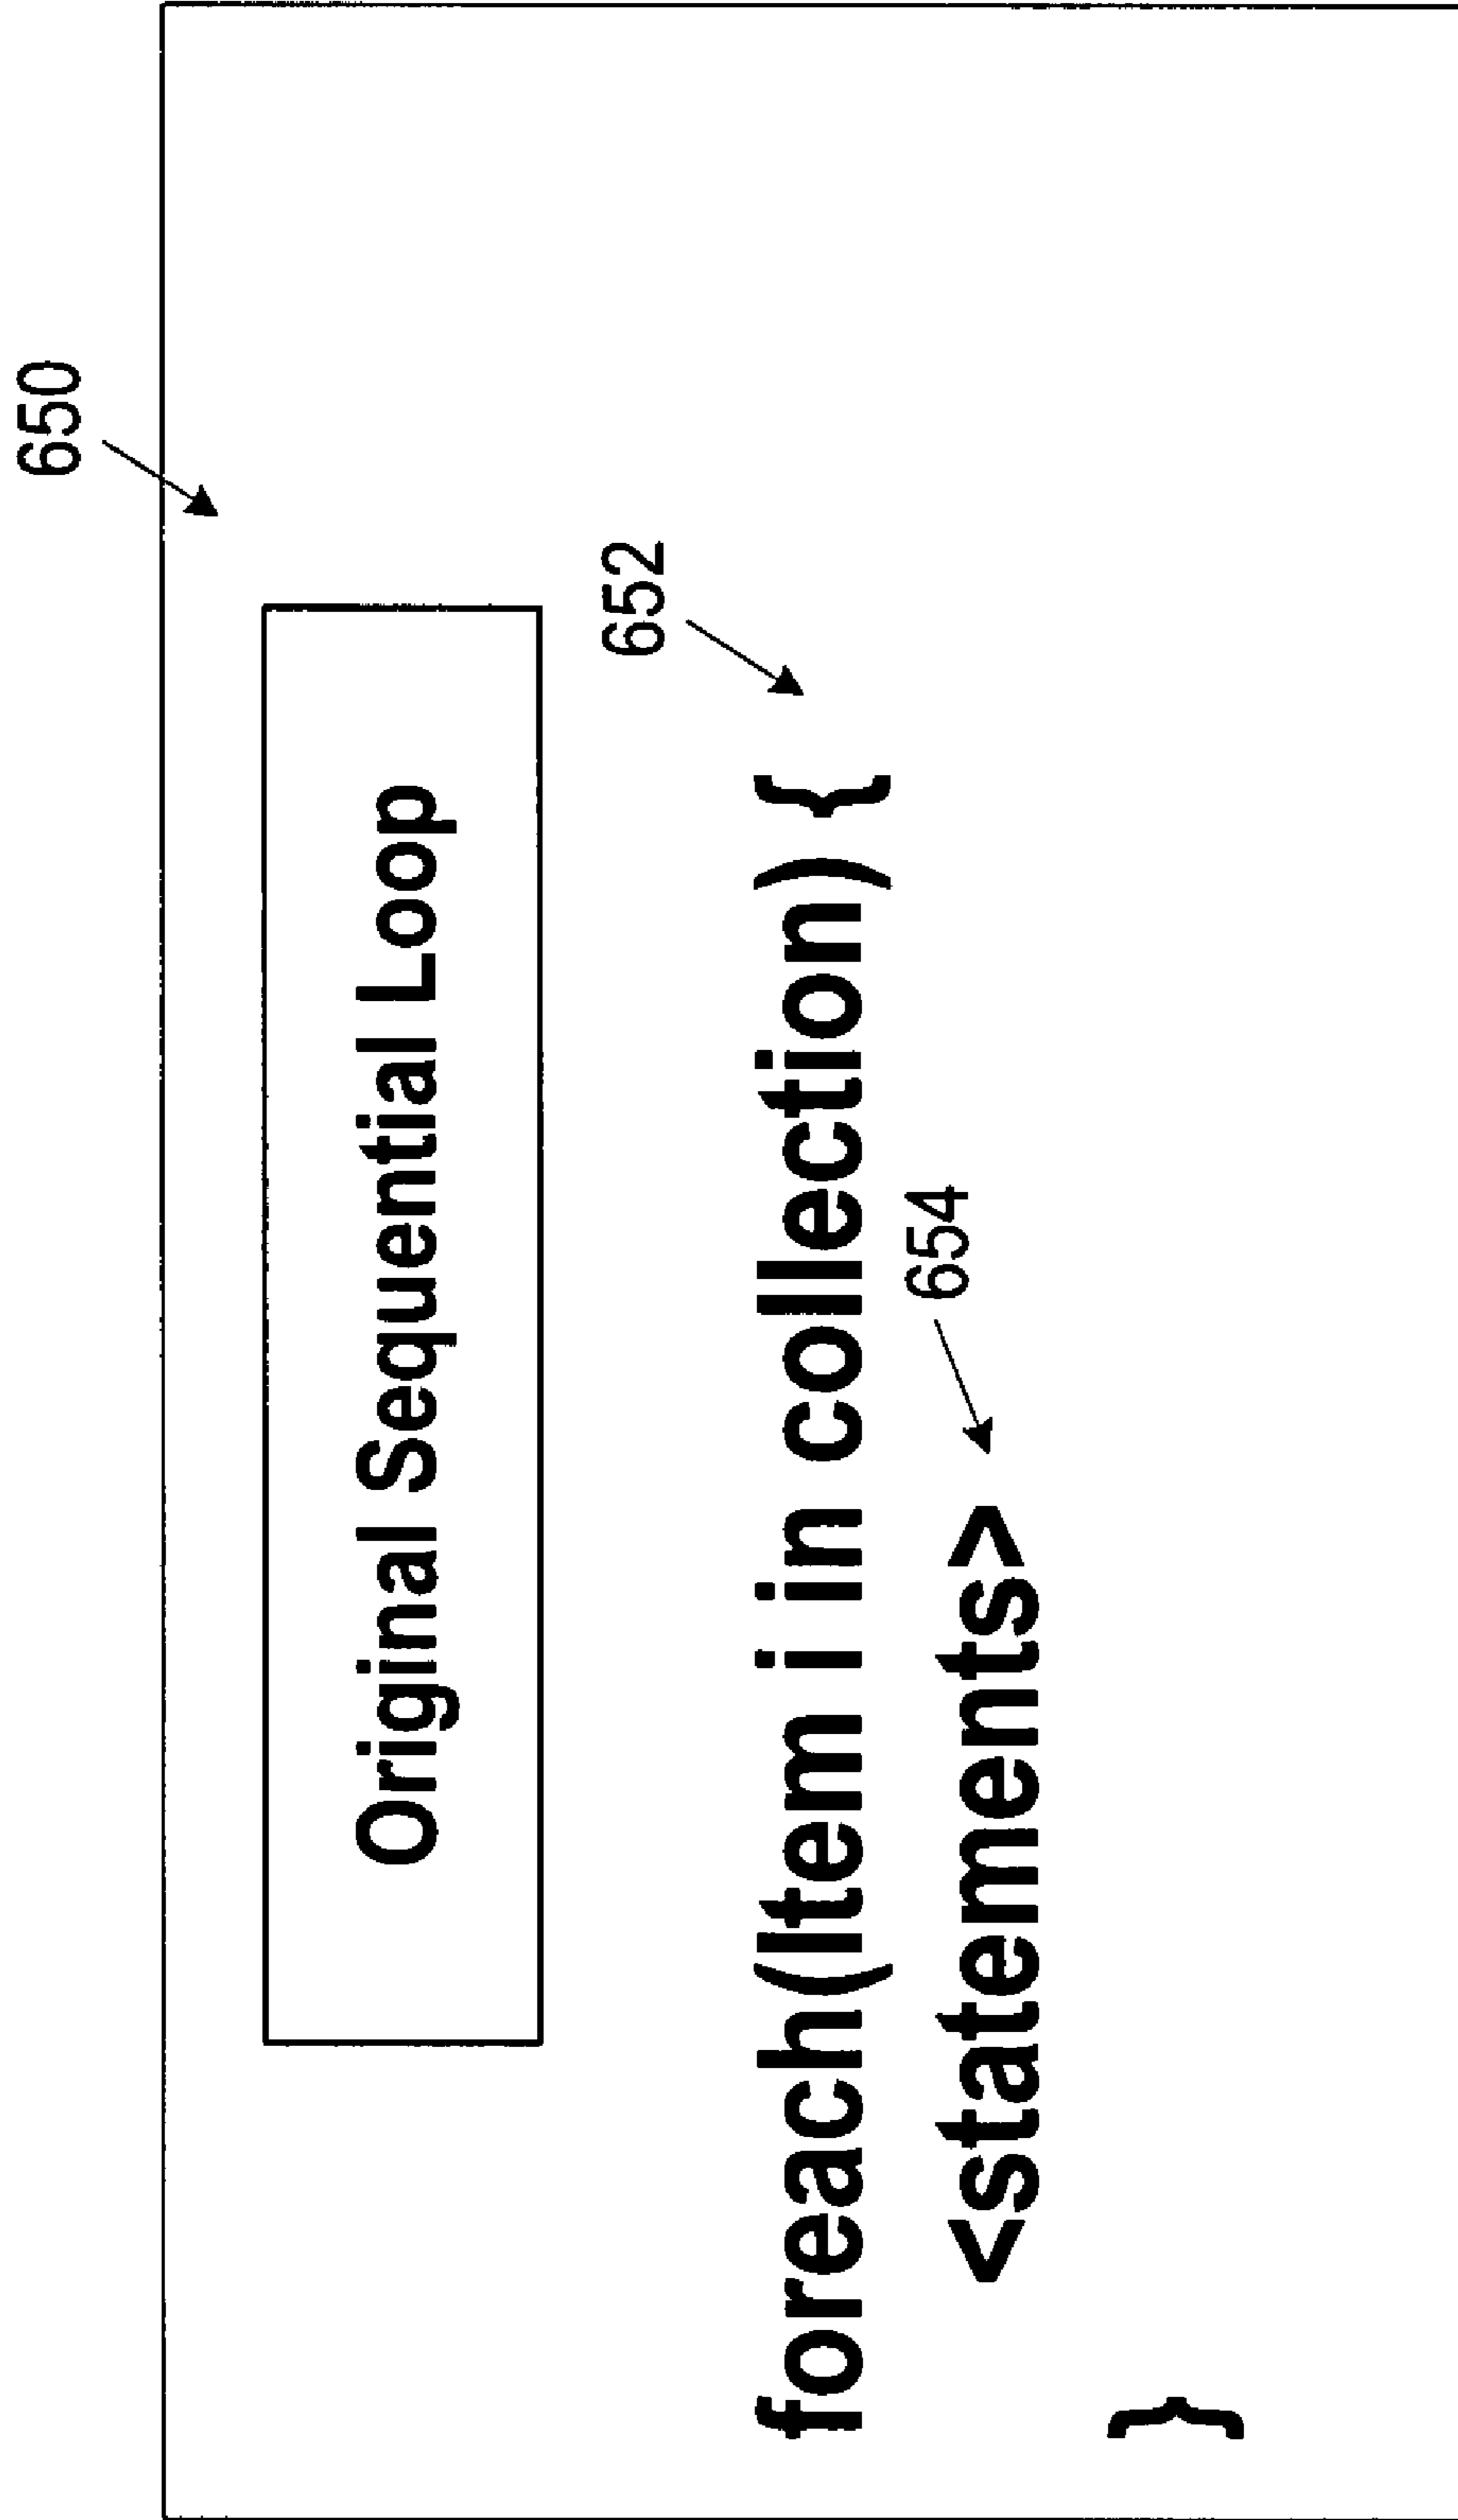 650
Original Sequential Loop
652
foreach(Item i in collection) {
654
<statements>
}